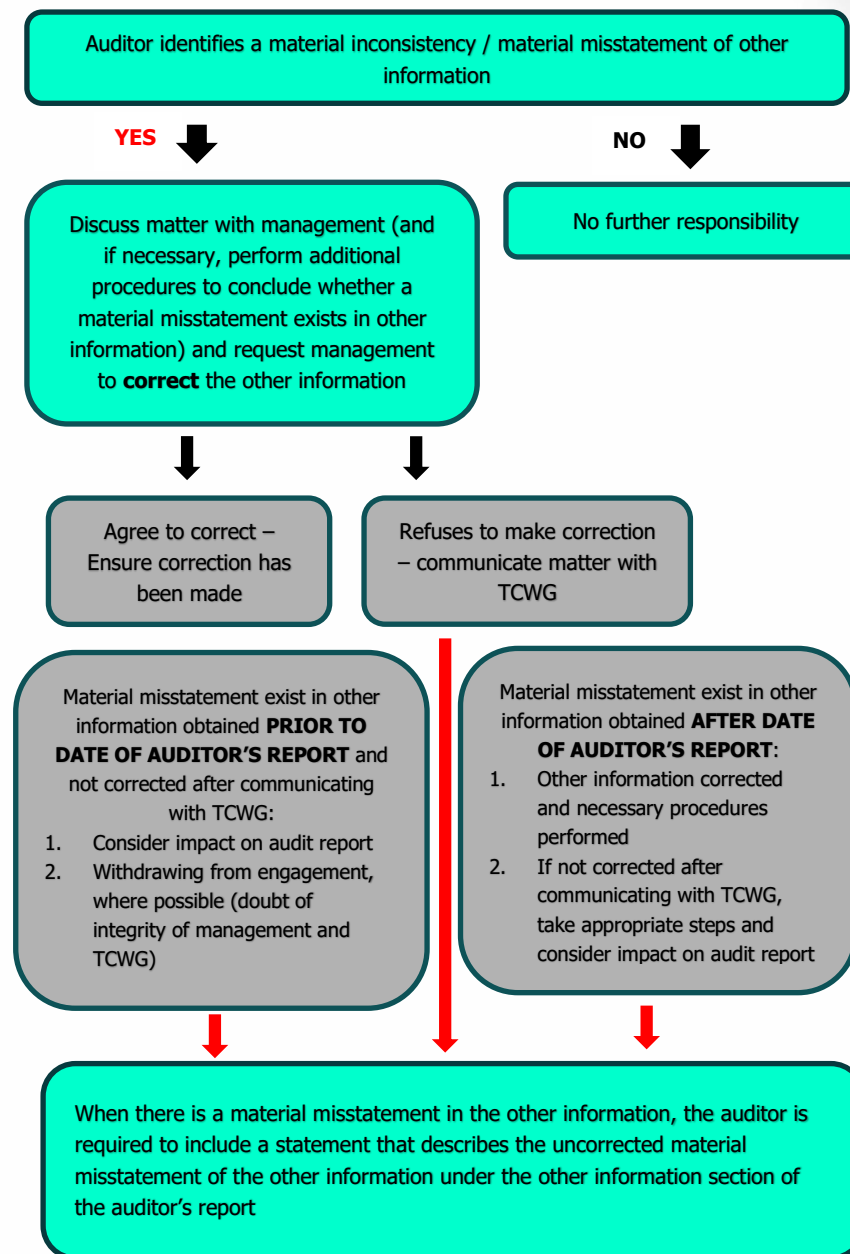 Auditor identifies a material inconsistency / material misstatement of other
information
YES
NO
Discuss matter with management (and
if necessary, perform additional
procedures to conclude whether a
material misstatement exists in other
information) and request management
to correct the other information
No further responsibility
Agree to correct –
Ensure correction has
been made
Refuses to make correction
– communicate matter with
TCWG
Material misstatement exist in other
information obtained PRIOR TO
DATE OF AUDITOR'S REPORT and
not corrected after communicating
with TCWG:
1. Consider impact on audit report
2. Withdrawing from engagement,
where possible (doubt of
integrity of management and
TCWG)
Material misstatement exist in other
information obtained AFTER DATE
OF AUDITOR'S REPORT:
1. Other information corrected
and necessary procedures
performed
2. If not corrected after
communicating with TCWG,
take appropriate steps and
consider impact on audit report
When there is a material misstatement in the other information, the auditor is
required to include a statement that describes the uncorrected material
misstatement of the other information under the other information section of
the auditor's report